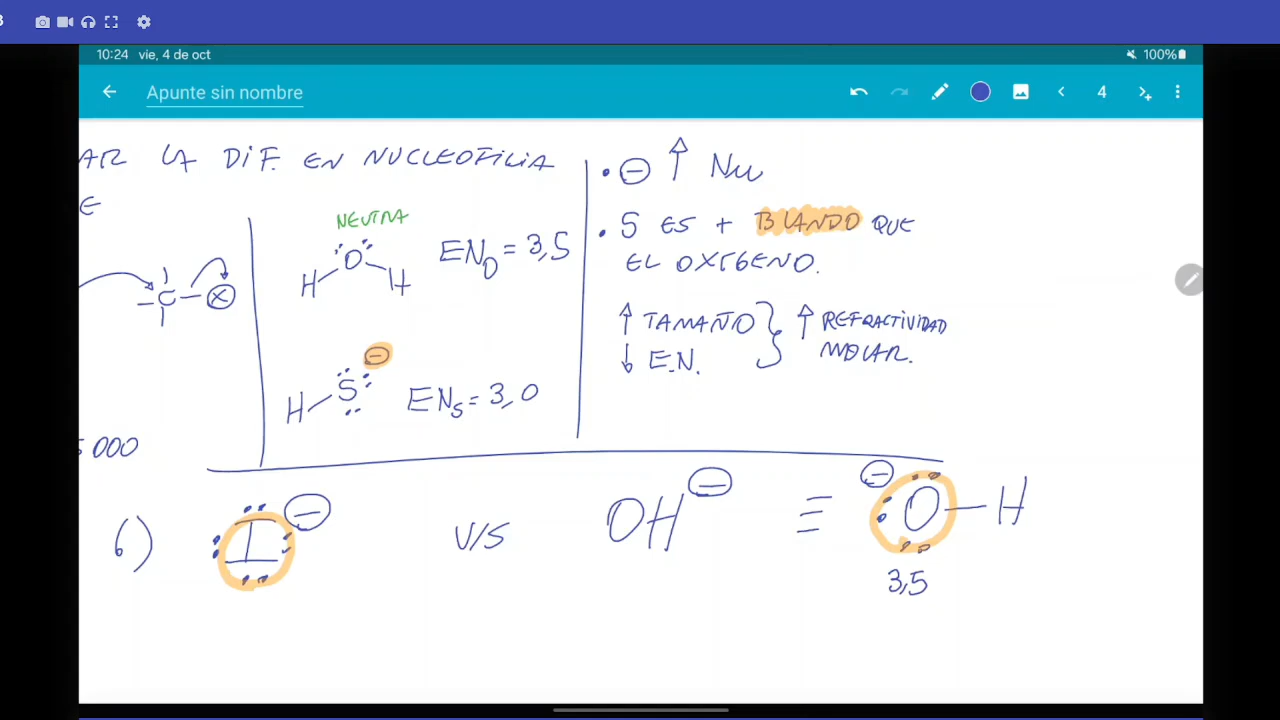 10:24 vie, 4 de oct
100%
Apunte sin nombre
4
AR LA DIF. EN NUCLEOFILIA
E
C X
000
NEUTRA
H O H
EN_O = 3,5
H S ⊖
EN_S = 3,0
• ⊖ ↑ Nu
• S ES + BLANDO QUE
EL OXÍGENO.
↑ TAMAÑO } ↑ REFRACTIVIDAD
↓ E.N. MOLAR.
6) I ⊖ V/S OH ⊖ ≡ ⊖ O — H
3,5